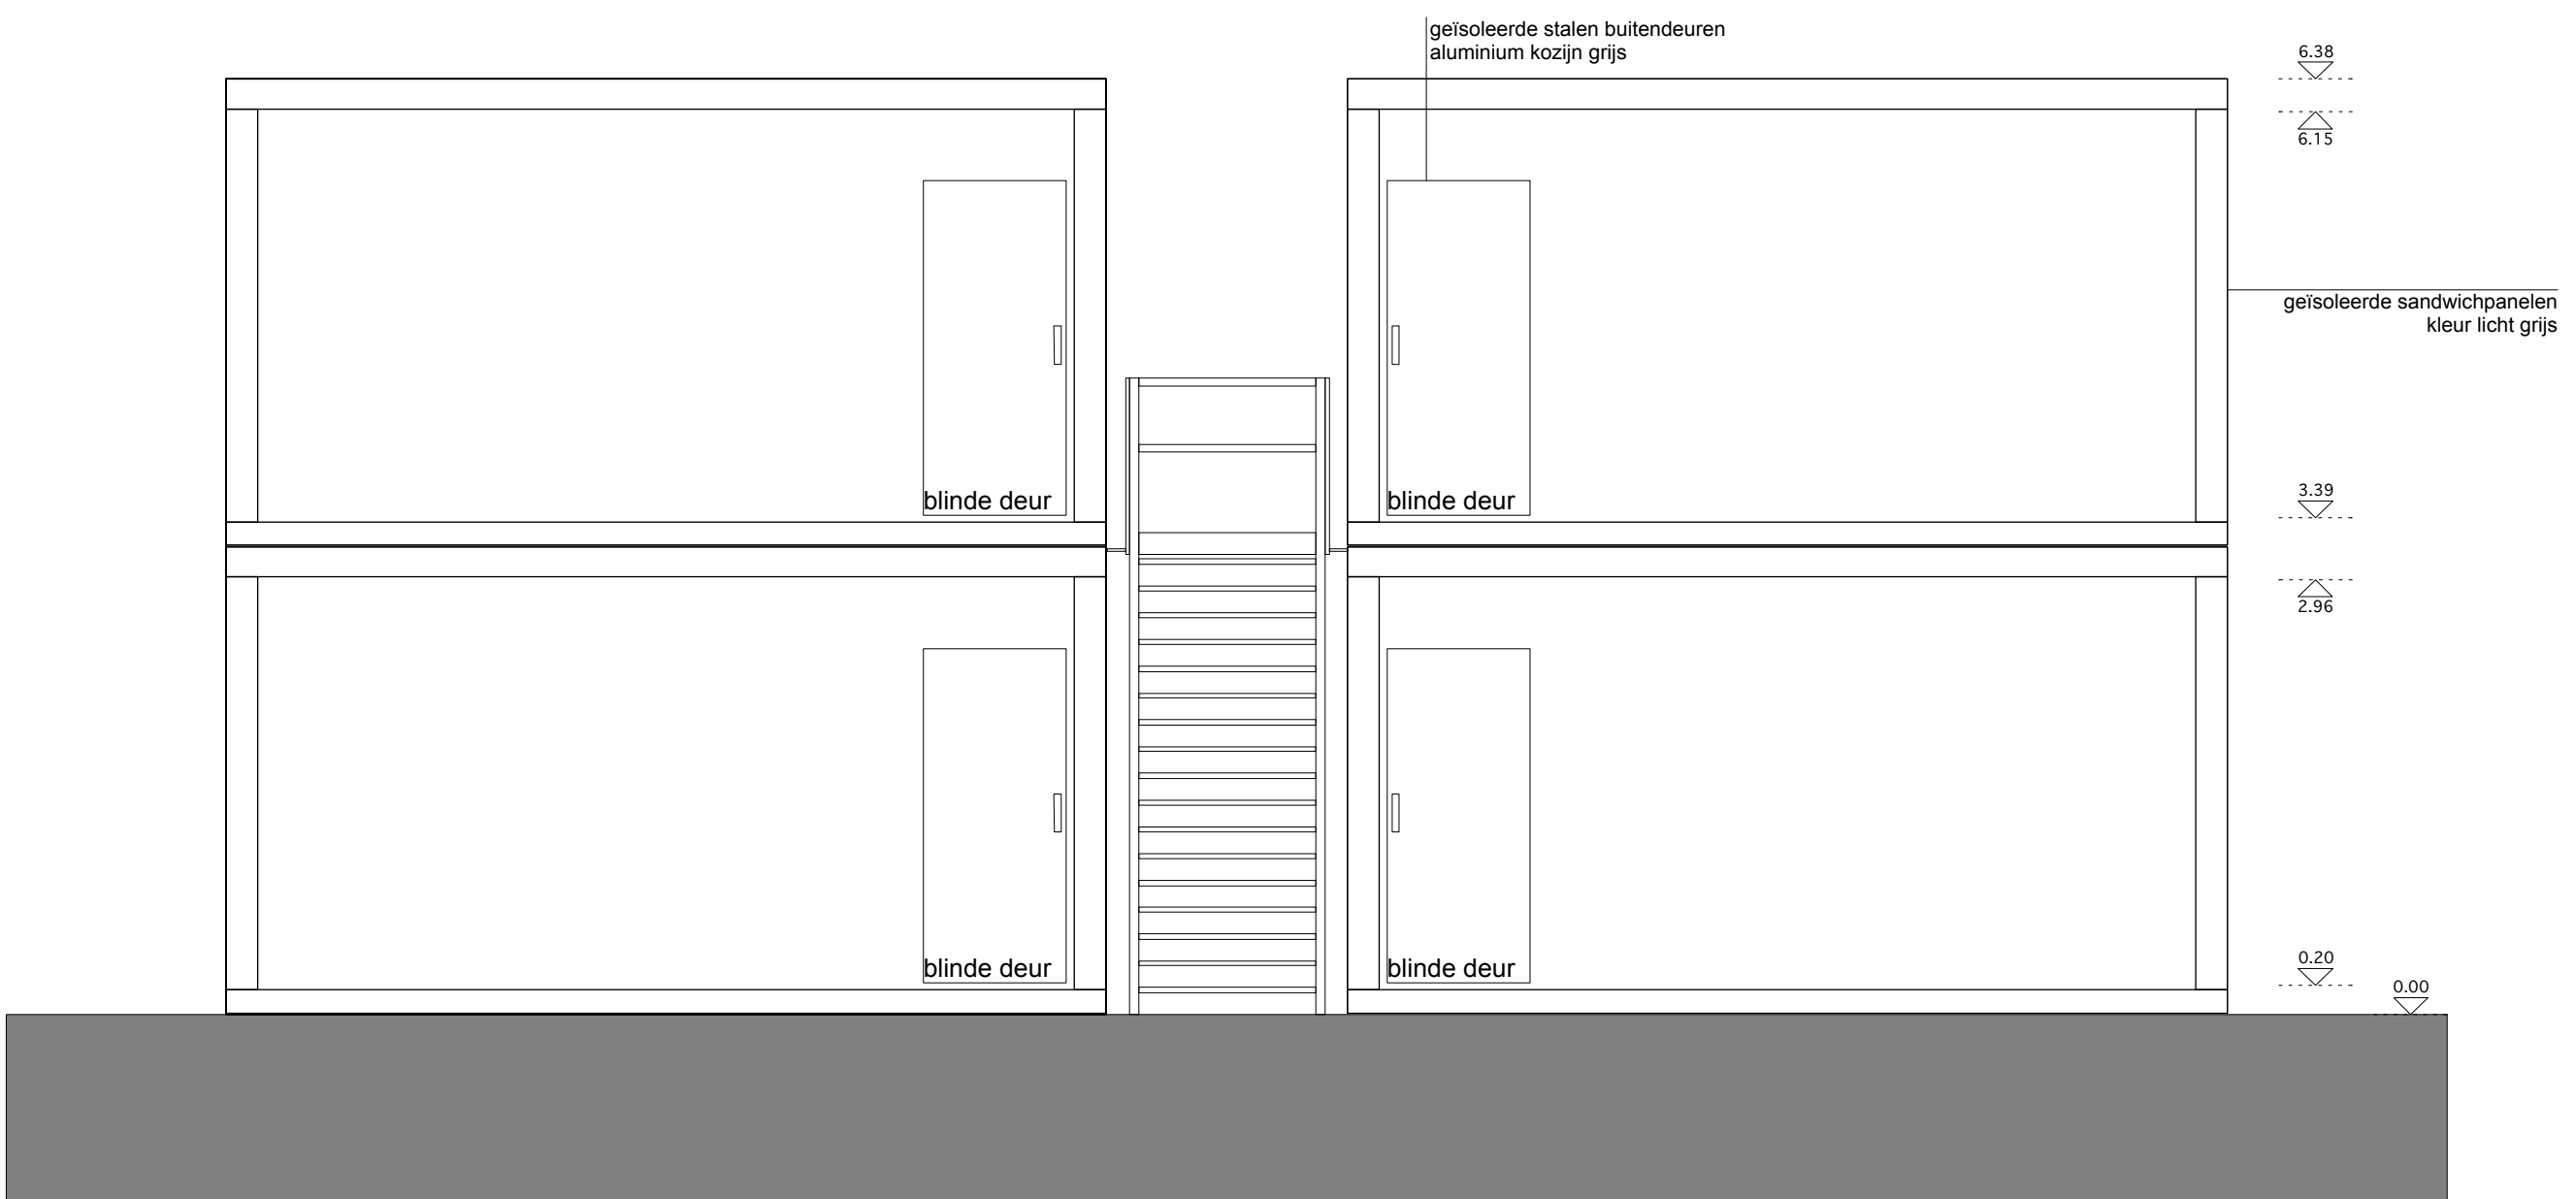 geïsoleerde stalen buitendeuren
aluminium kozijn grijs
6.38
6.15
geïsoleerde sandwichpanelen
kleur licht grijs
blinde deur
blinde deur
3.39
2.96
blinde deur
blinde deur
0.20
0.00